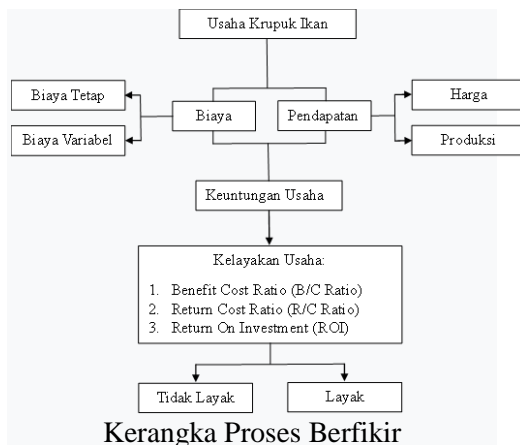 Usaha Krupuk Ikan
Biaya Tetap
Harga
Biaya
Pendapatan
Biaya Variabel
Produksi
Keuntungan Usaha
Kelayakan Usaha:
1. Benefit Cost Ratio (B/C Ratio)
2. Return Cost Ratio (R/C Ratio)
3. Return On Investment (ROI)
Tidak Layak
Layak
Kerangka Proses Berfikir